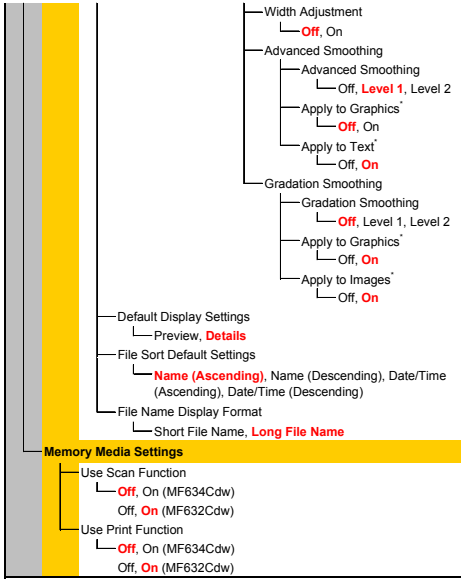 Width Adjustment
Off, On
Advanced Smoothing
Advanced Smoothing
Off, Level 1, Level 2
Apply to Graphics*
Off, On
Apply to Text*
Off, On
Gradation Smoothing
Gradation Smoothing
Off, Level 1, Level 2
Apply to Graphics*
Off, On
Apply to Images*
Off, On
Default Display Settings
Preview, Details
File Sort Default Settings
Name (Ascending), Name (Descending), Date/Time
(Ascending), Date/Time (Descending)
File Name Display Format
Short File Name, Long File Name
Memory Media Settings
Use Scan Function
Off, On (MF634Cdw)
Off, On (MF632Cdw)
Use Print Function
Off, On (MF634Cdw)
Off, On (MF632Cdw)